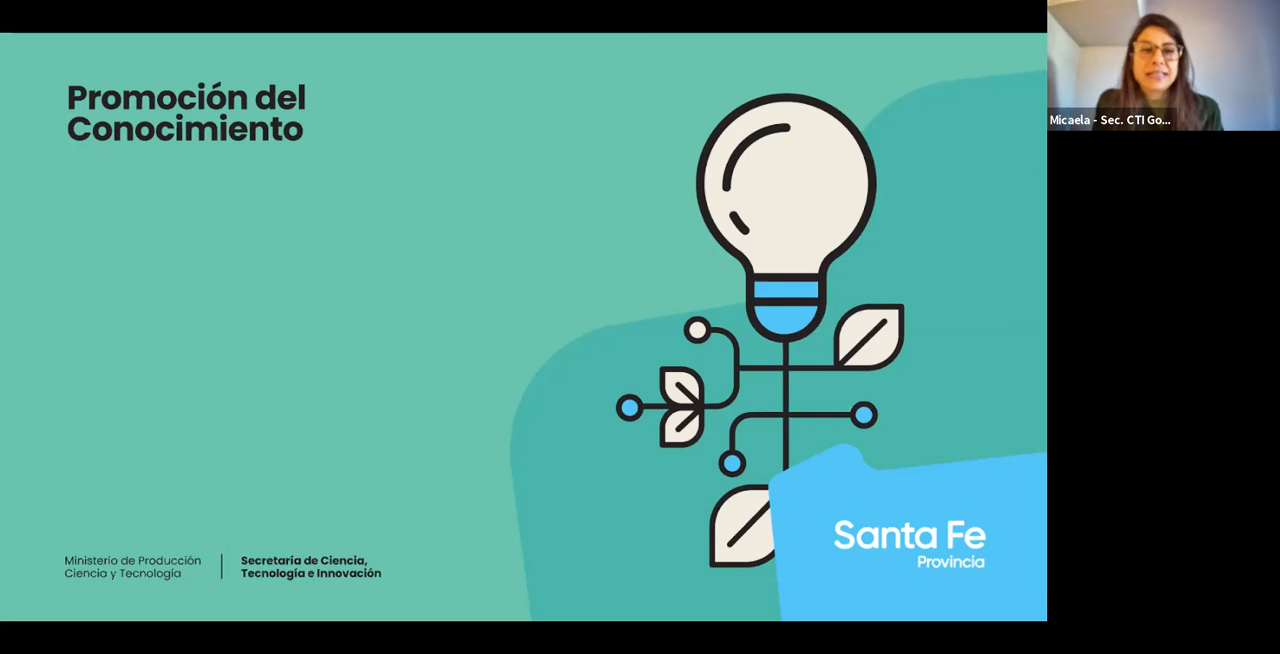 Promoción del
Conocimiento
Micaela - Sec. CTI Go...
Santa Fe
Provincia
Ministerio de Producción
Ciencia y Tecnología
Secretaría de Ciencia,
Tecnología e Innovación